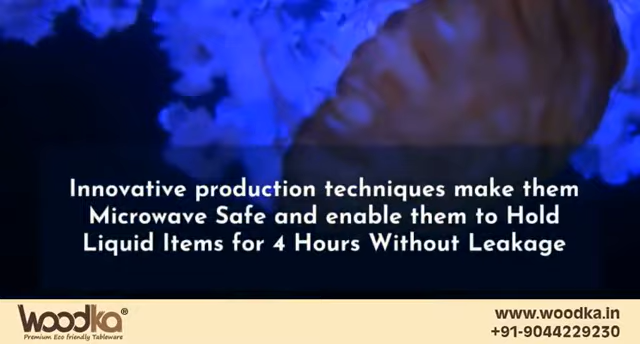 Innovative production techniques make them
Microwave Safe and enable them to Hold
Liquid Items for 4 Hours Without Leakage
Woodka®
Premium Eco friendly Tableware
www.woodka.in
+91-9044229230